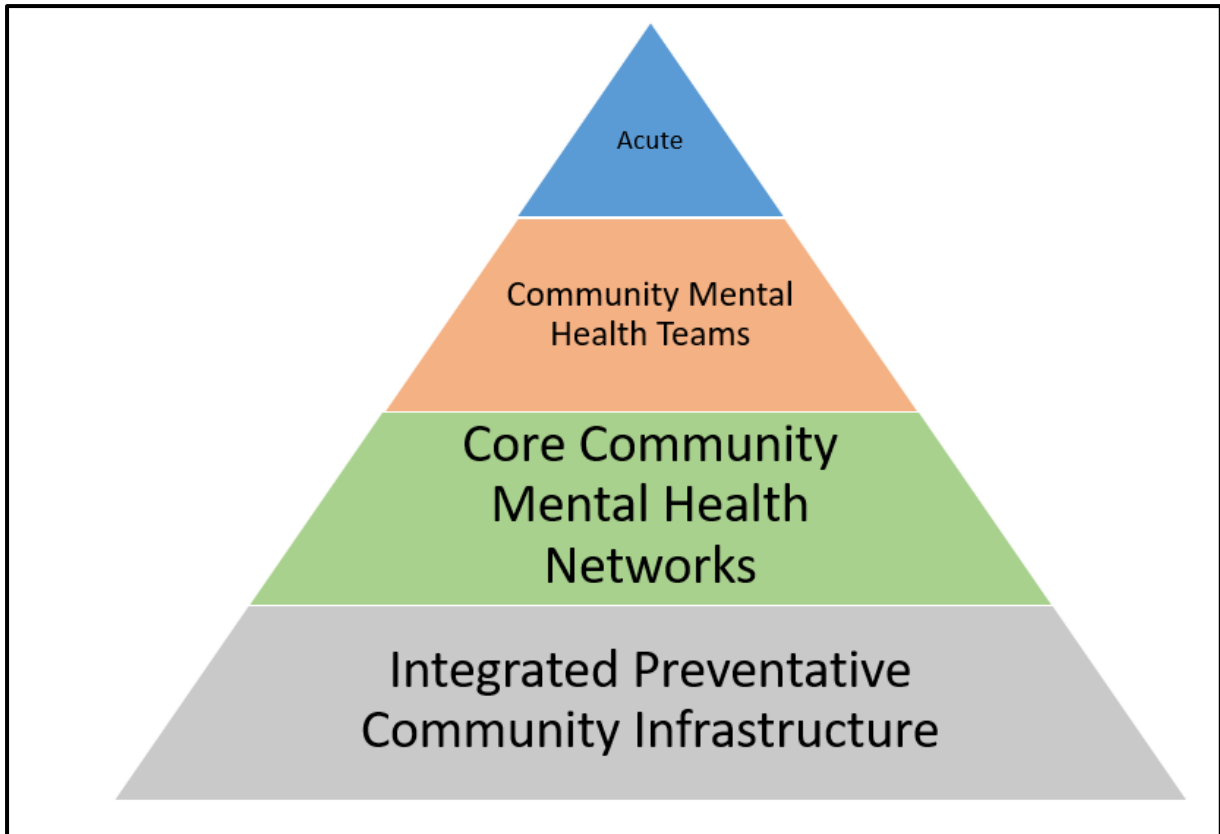 Acute
Community Mental
Health Teams
Core Community
Mental Health
Networks
Integrated Preventative
Community Infrastructure